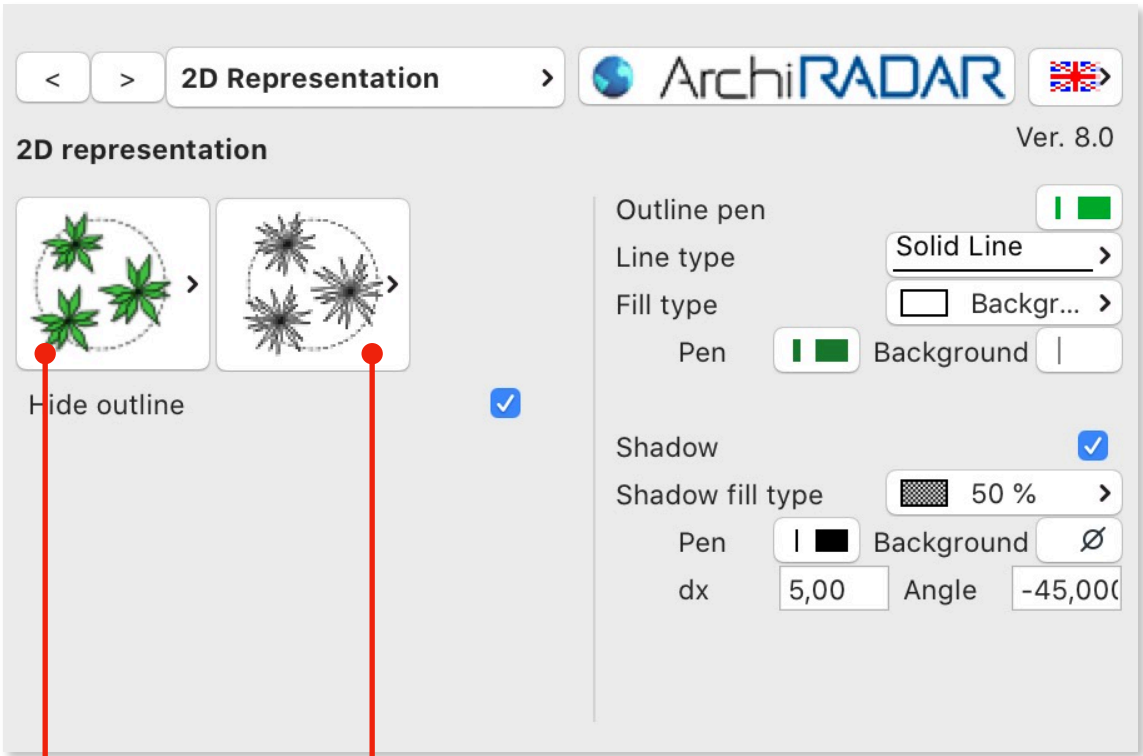 < > 2D Representation > ArchiRADAR >
Ver. 8.0
2D representation
> >
Hide outline
Outline pen
Line type Solid Line >
Fill type Backgr... >
Pen Background
Shadow
Shadow fill type 50 % >
Pen Background
dx 5,00 Angle -45,00